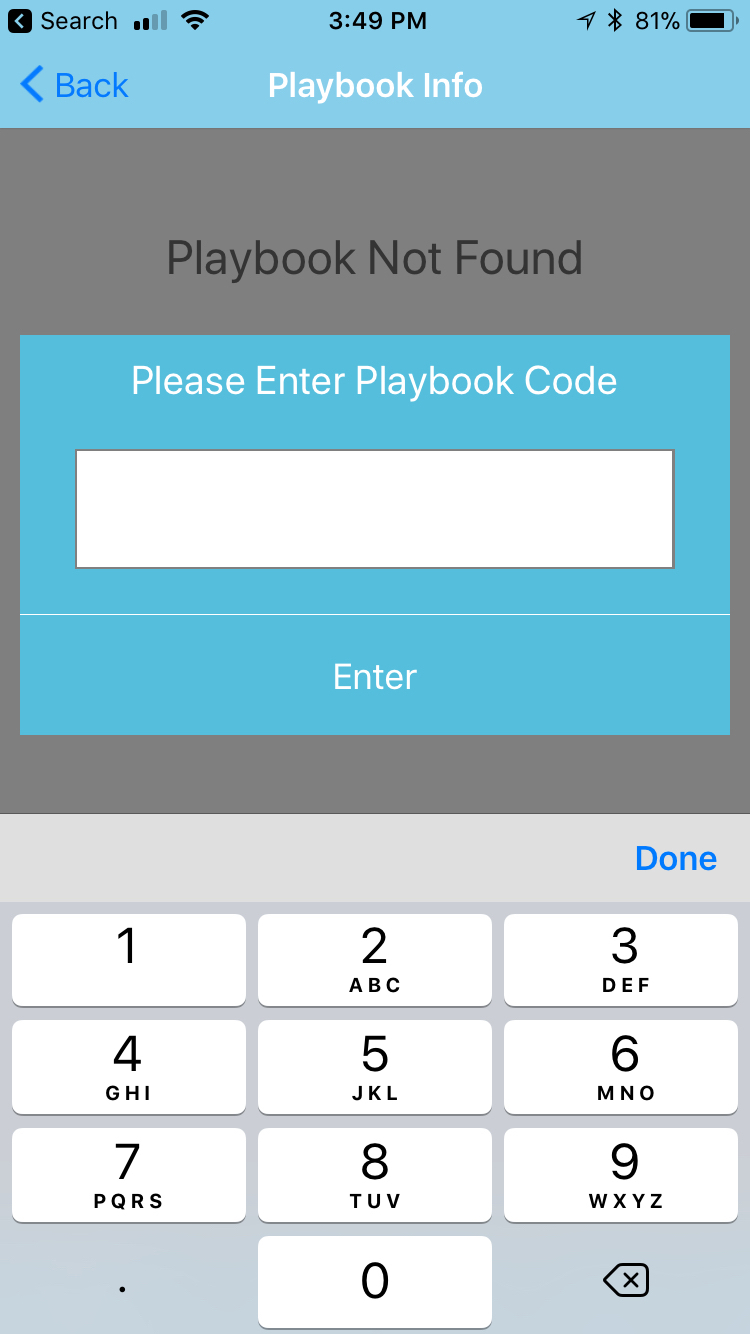 Search 3:49 PM 81%
Back Playbook Info
Playbook Not Found
Please Enter Playbook Code
Enter
Done
1 2 3
ABC DEF
4 5 6
GHI JKL MNO
7 8 9
PQRS TUV WXYZ
. 0